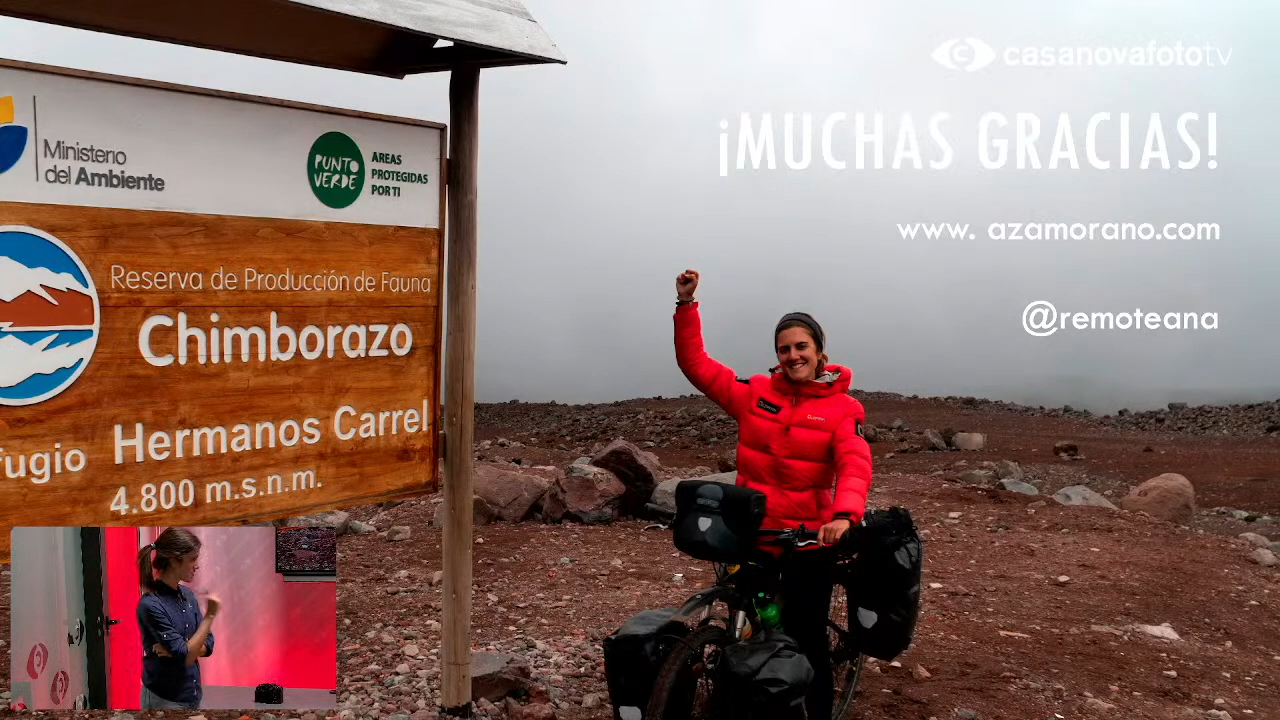 casanovafototv
¡MUCHAS GRACIAS!
www. azamorano.com
@remoteana
Ministerio
del Ambiente
PUNTO
VERDE
AREAS
PROTEGIDAS
POR TI
Reserva de Producción de Fauna
Chimborazo
fugio Hermanos Carrel
4.800 m.s.n.m.